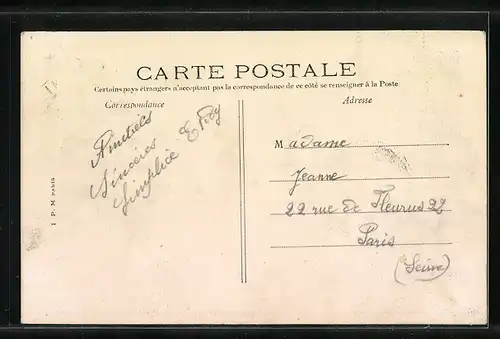 CARTE POSTALE
Certains pays étrangers n'acceptant pas la correspondance de ce côté se renseigner à la Poste
Correspondance
Adresse
Amitiés
Sincères
Simplice
Madame
Jeanne
22 rue de Fleurus 22
Paris
(Seine)
I. P. M PARIS